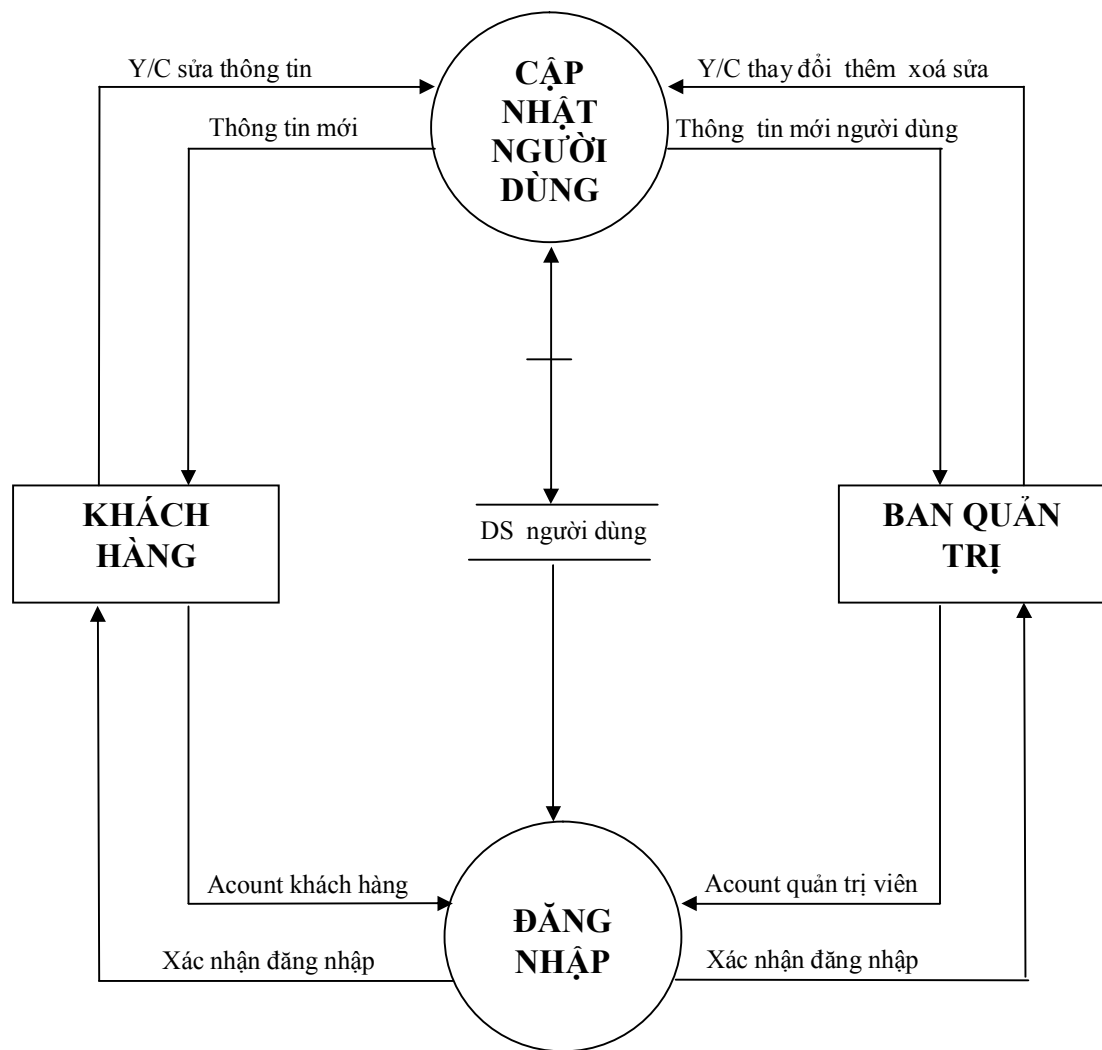 Y/C sửa thông tin
CẬP
NHẬT
NGƯỜI
DÙNG
Y/C thay đổi thêm xoá sửa
Thông tin mới
Thông tin mới người dùng
KHÁCH
HÀNG
DS người dùng
BAN QUẢN
TRỊ
Acount khách hàng
ĐĂNG
NHẬP
Acount quản trị viên
Xác nhận đăng nhập
Xác nhận đăng nhập